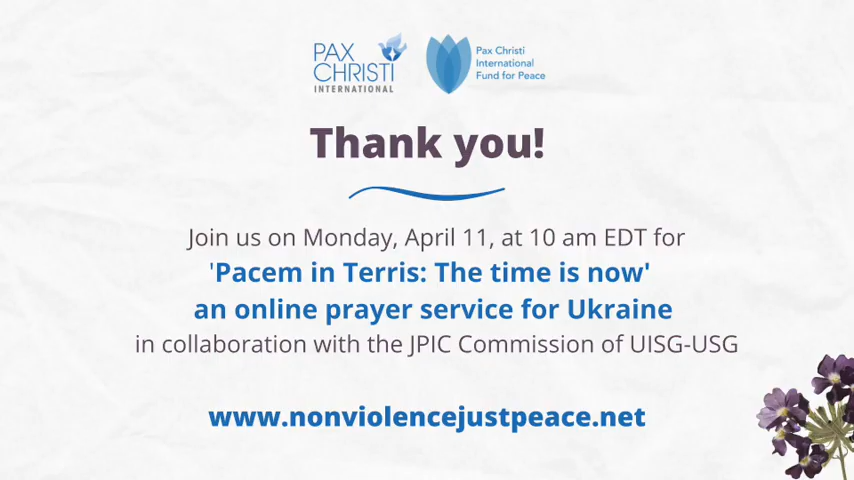 PAX
CHRISTI
INTERNATIONAL
Pax Christi
International
Fund for Peace
Thank you!
Join us on Monday, April 11, at 10 am EDT for
'Pacem in Terris: The time is now'
an online prayer service for Ukraine
in collaboration with the JPIC Commission of UISG-USG
www.nonviolencejustpeace.net